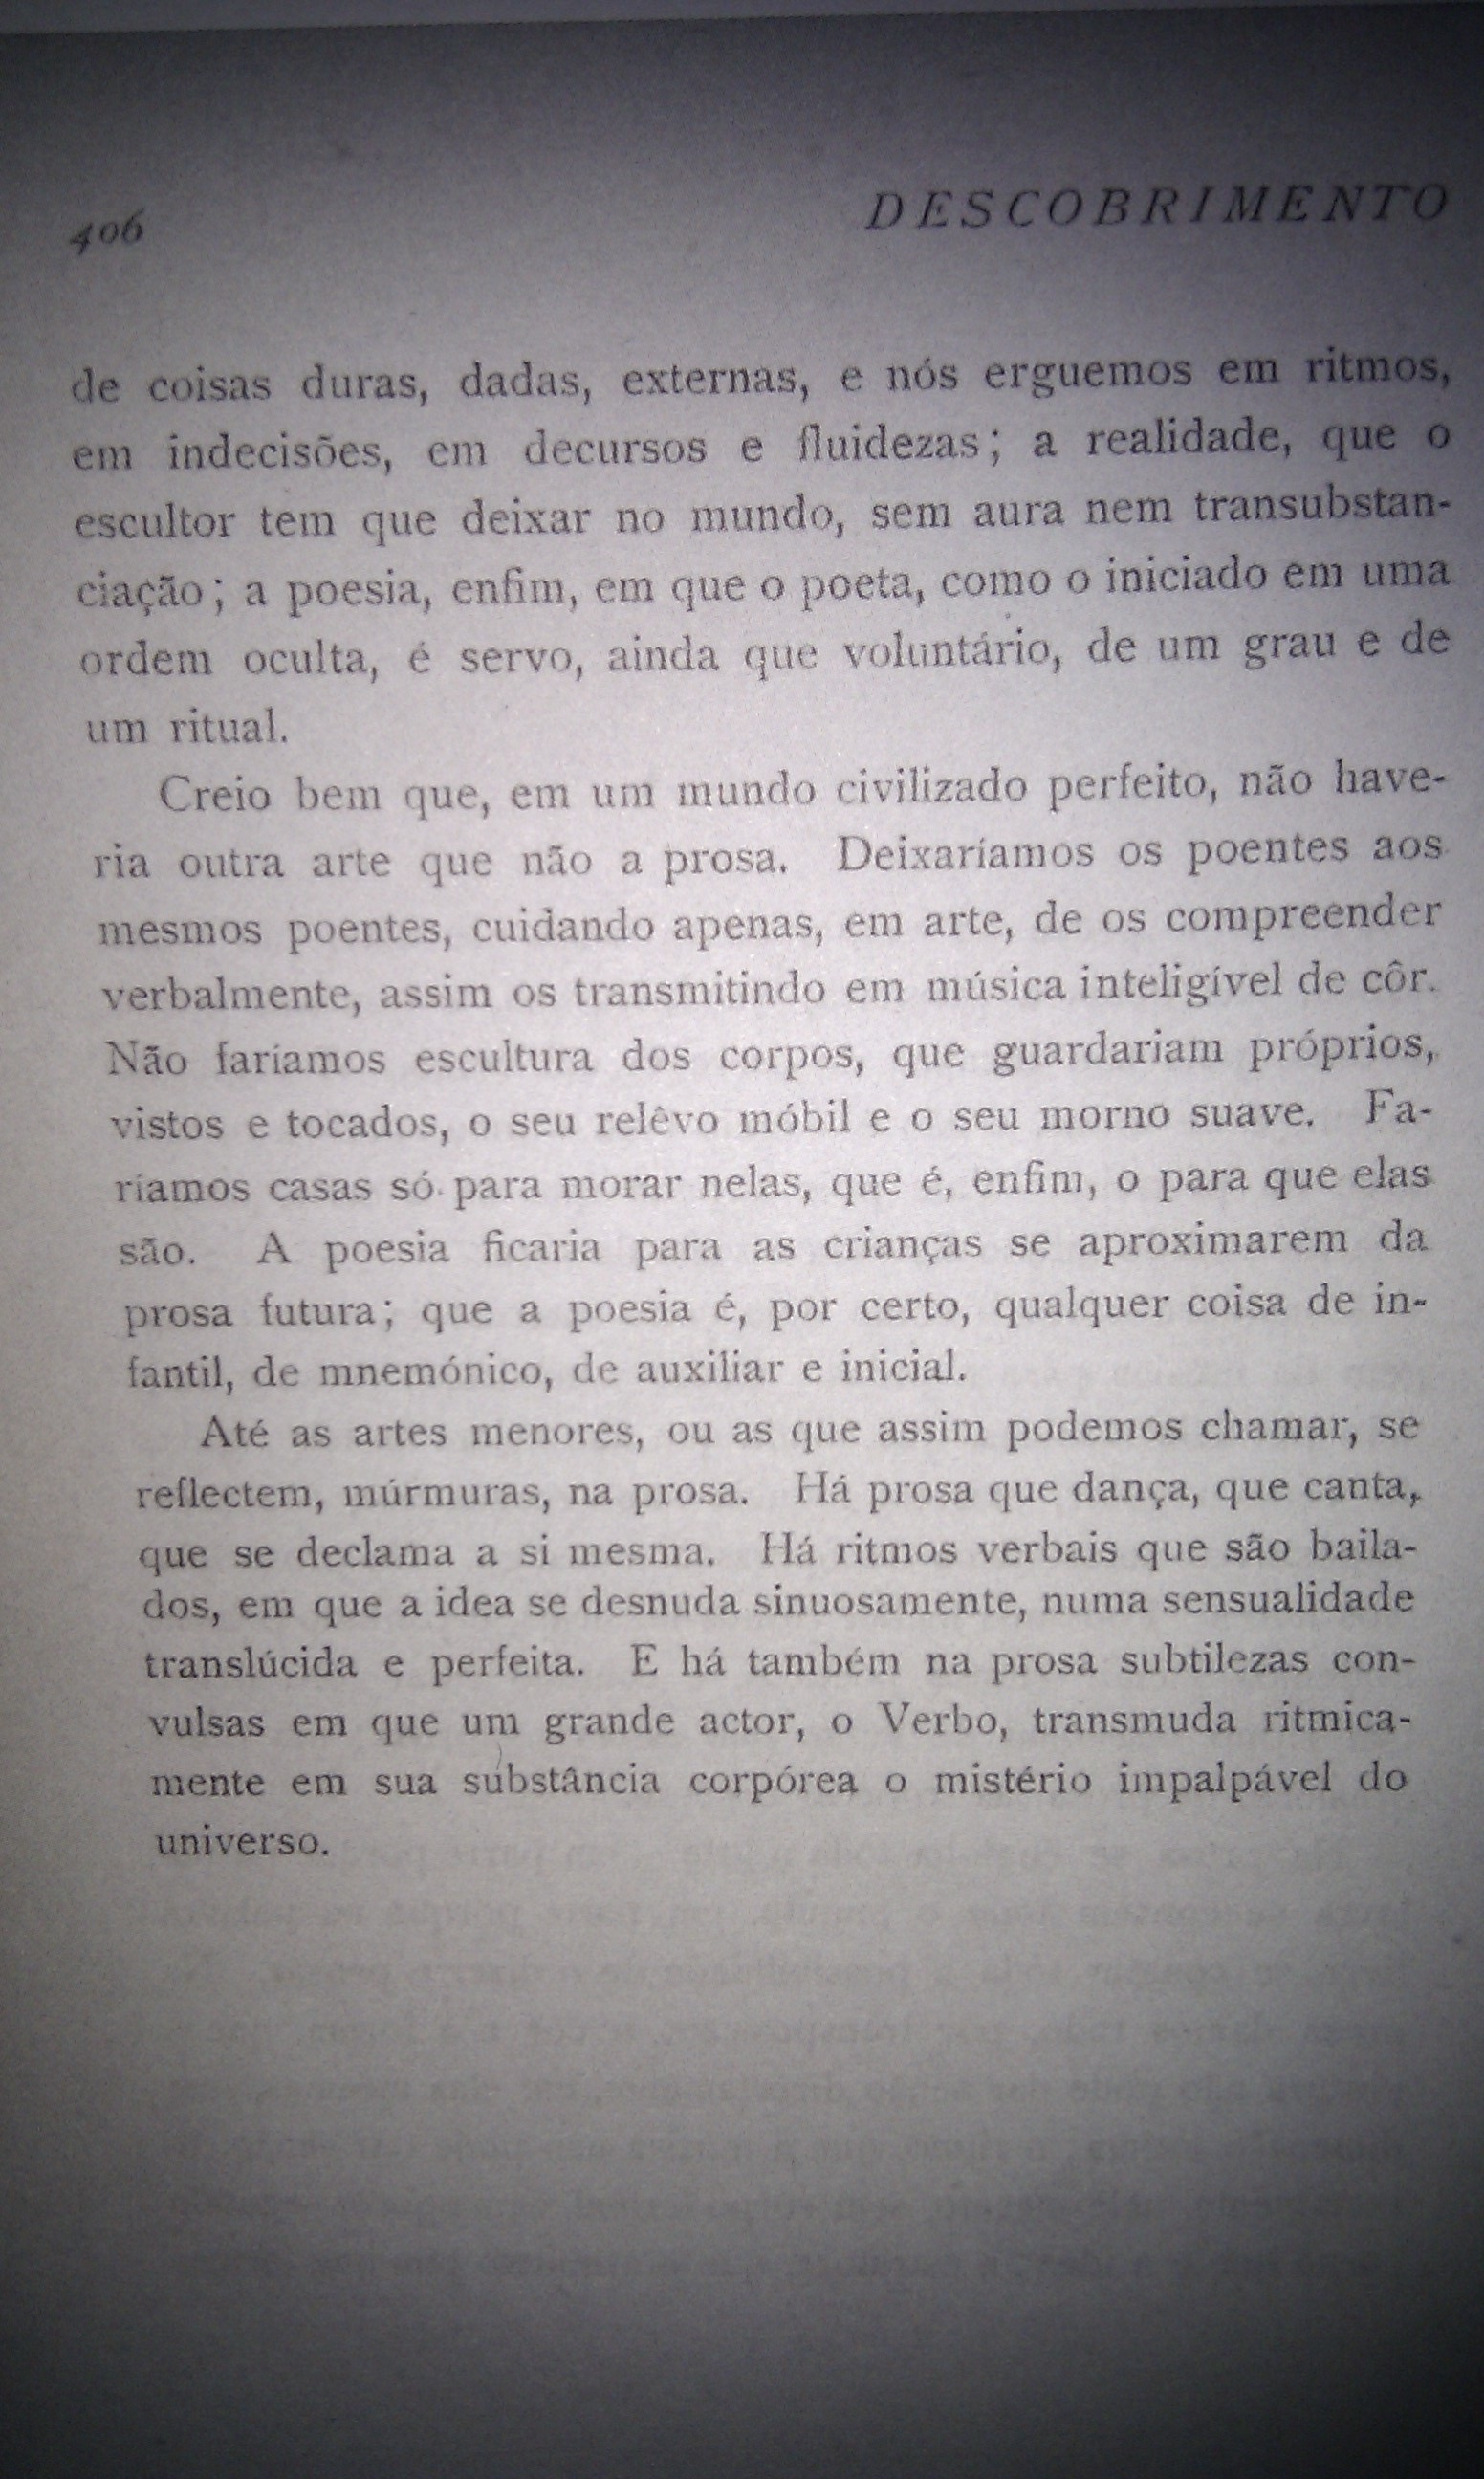 406
DESCOBRIMENTO
de coisas duras, dadas, externas, e nós erguemos em ritmos,
em indecisões, em decursos e fluidezas; a realidade, que o
escultor tem que deixar no mundo, sem aura nem transubstan-
ciação; a poesia, enfim, em que o poeta, como o iniciado em uma
ordem oculta, é servo, ainda que voluntário, de um grau e de
um ritual.
Creio bem que, em um mundo civilizado perfeito, não have-
ria outra arte que não a prosa. Deixaríamos os poentes aos
mesmos poentes, cuidando apenas, em arte, de os compreender
verbalmente, assim os transmitindo em música inteligível de côr.
Não faríamos escultura dos corpos, que guardariam próprios,
vistos e tocados, o seu relêvo móbil e o seu morno suave. Fa-
ríamos casas só para morar nelas, que é, enfim, o para que elas
são. A poesia ficaria para as crianças se aproximarem da
prosa futura; que a poesia é, por certo, qualquer coisa de in-
fantil, de mnemónico, de auxiliar e inicial.
Até as artes menores, ou as que assim podemos chamar, se
reflectem, múrmuras, na prosa. Há prosa que dança, que canta,
que se declama a si mesma. Há ritmos verbais que são baila-
dos, em que a idea se desnuda sinuosamente, numa sensualidade
translúcida e perfeita. E há também na prosa subtilezas con-
vulsas em que um grande actor, o Verbo, transmuda ritmica-
mente em sua substância corpórea o mistério impalpável do
universo.